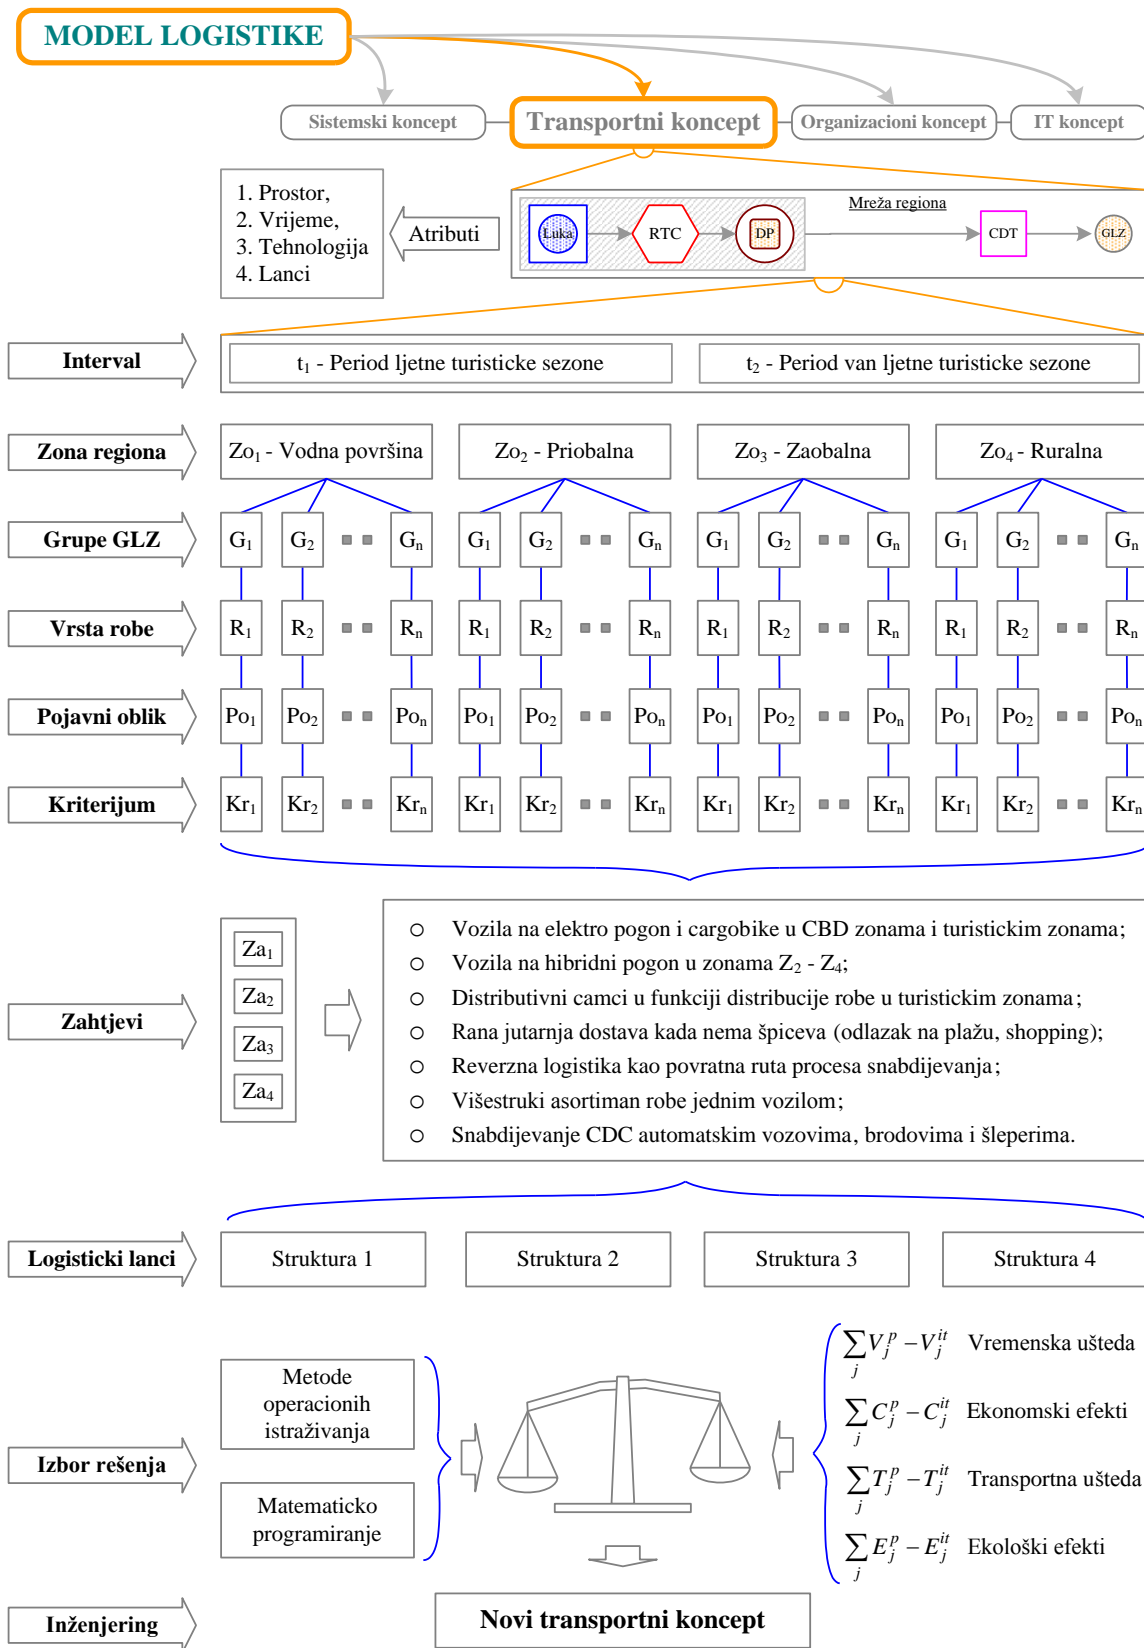 MODEL LOGISTIKE
Sistemski koncept
Transportni koncept
Organizacioni koncept
IT koncept
1. Prostor,
2. Vrijeme,
3. Tehnologija
4. Lanci
Atributi
Mreža regiona
Luka
RTC
DP
CDT
GLZ
Interval
t₁ - Period ljetne turisticke sezone
t₂ - Period van ljetne turisticke sezone
Zona regiona
Zo₁ - Vodna površina
Zo₂ - Priobalna
Zo₃ - Zaobalna
Zo₄ - Ruralna
Grupe GLZ
G₁ G₂ Gₙ G₁ G₂ Gₙ G₁ G₂ Gₙ G₁ G₂ Gₙ
Vrsta robe
R₁ R₂ Rₙ R₁ R₂ Rₙ R₁ R₂ Rₙ R₁ R₂ Rₙ
Pojavni oblik
Po₁ Po₂ Poₙ Po₁ Po₂ Poₙ Po₁ Po₂ Poₙ Po₁ Po₂ Poₙ
Kriterijum
Kr₁ Kr₂ Krₙ Kr₁ Kr₂ Krₙ Kr₁ Kr₂ Krₙ Kr₁ Kr₂ Krₙ
Zahtjevi
Za₁
Za₂
Za₃
Za₄
○ Vozila na elektro pogon i cargobike u CBD zonama i turistickim zonama;
○ Vozila na hibridni pogon u zonama Z₂ - Z₄;
○ Distributivni camci u funkciji distribucije robe u turistickim zonama;
○ Rana jutarnja dostava kada nema špiceva (odlazak na plažu, shopping);
○ Reverzna logistika kao povratna ruta procesa snabdijevanja;
○ Višestruki asortiman robe jednim vozilom;
○ Snabdijevanje CDC automatskim vozovima, brodovima i šleperima.
Logisticki lanci
Struktura 1
Struktura 2
Struktura 3
Struktura 4
Izbor rešenja
Metode
operacionih
istraživanja
Matematicko
programiranje
∑ⱼ Vⱼᵖ − Vⱼⁱᵗ Vremenska ušteda
∑ⱼ Cⱼᵖ − Cⱼⁱᵗ Ekonomski efekti
∑ⱼ Tⱼᵖ − Tⱼⁱᵗ Transportna ušteda
∑ⱼ Eⱼᵖ − Eⱼⁱᵗ Ekološki efekti
Inženjering
Novi transportni koncept